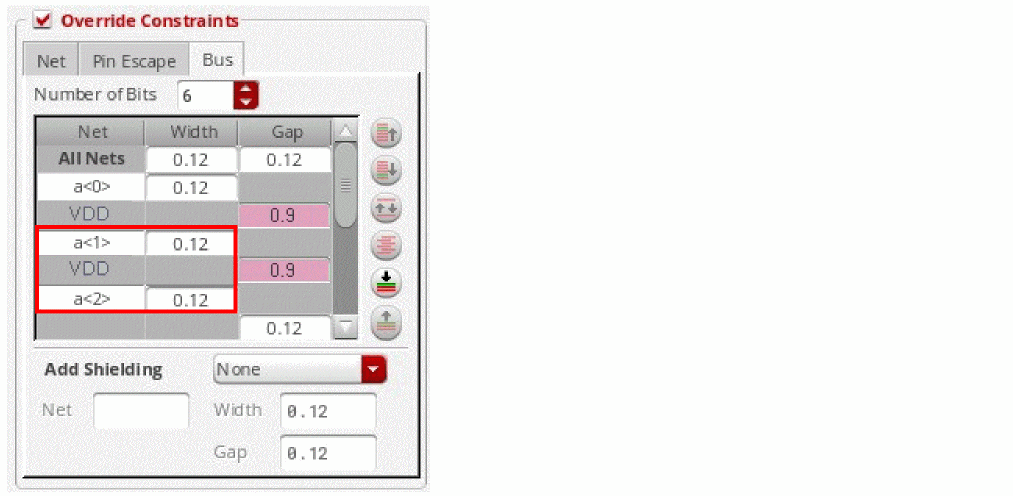 Override Constraints
Net Pin Escape Bus
Number of Bits 6
Net Width Gap
All Nets 0.12 0.12
a<0> 0.12
VDD 0.9
a<1> 0.12
VDD 0.9
a<2> 0.12
0.12
Add Shielding None
Net Width 0.12
Gap 0.12